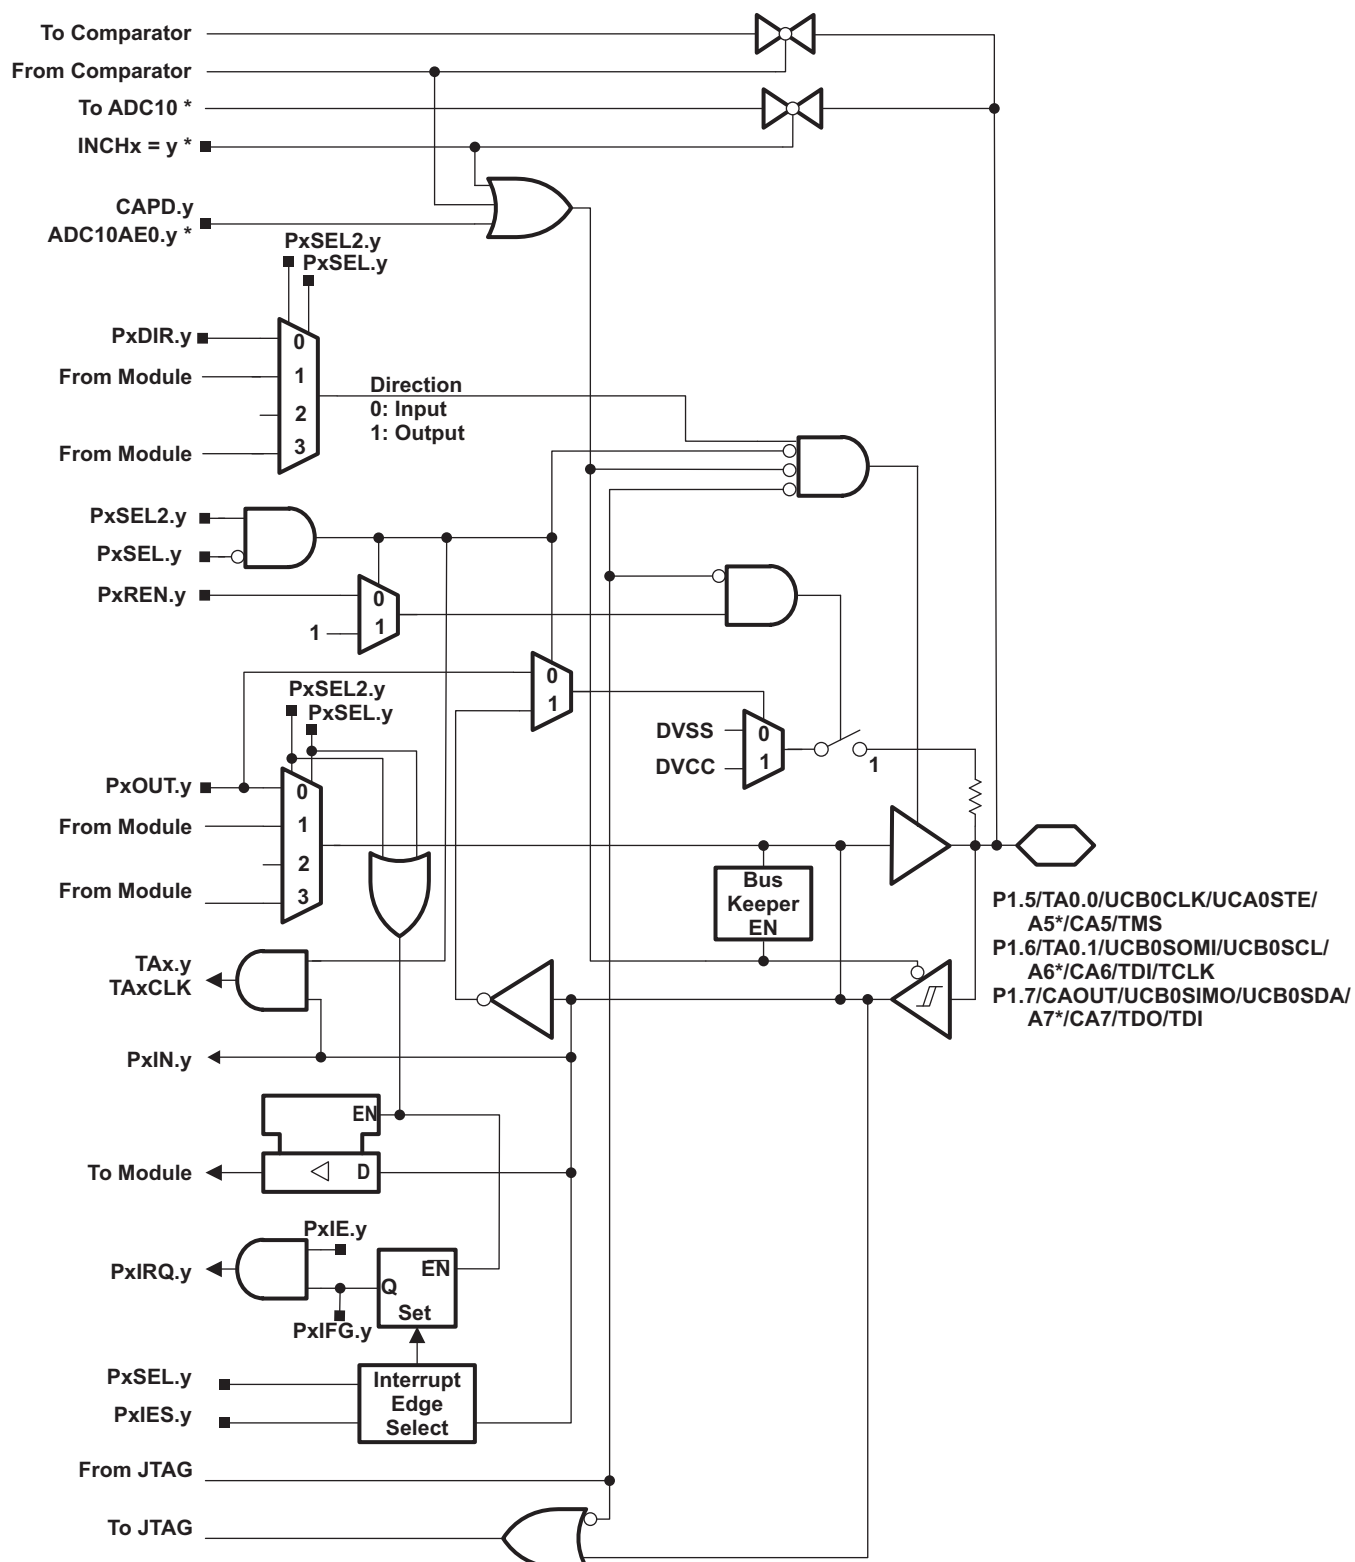 To Comparator
From Comparator
To ADC10 *
INCHx = y *
CAPD.y
ADC10AE0.y *
PxSEL2.y
PxSEL.y
PxDIR.y
0
From Module
1
2
From Module
3
Direction
0: Input
1: Output
PxSEL2.y
PxSEL.y
PxREN.y
0
1
1
0
1
PxSEL2.y
PxSEL.y
DVSS
0
DVCC
1
1
PxOUT.y
0
From Module
1
2
From Module
3
Bus
Keeper
EN
P1.5/TA0.0/UCB0CLK/UCA0STE/
A5*/CA5/TMS
P1.6/TA0.1/UCB0SOMI/UCB0SCL/
A6*/CA6/TDI/TCLK
P1.7/CAOUT/UCB0SIMO/UCB0SDA/
A7*/CA7/TDO/TDI
TAx.y
TAxCLK
PxIN.y
EN
To Module
D
PxIE.y
PxIRQ.y
EN
Q
Set
PxIFG.y
PxSEL.y
PxIES.y
Interrupt
Edge
Select
From JTAG
To JTAG